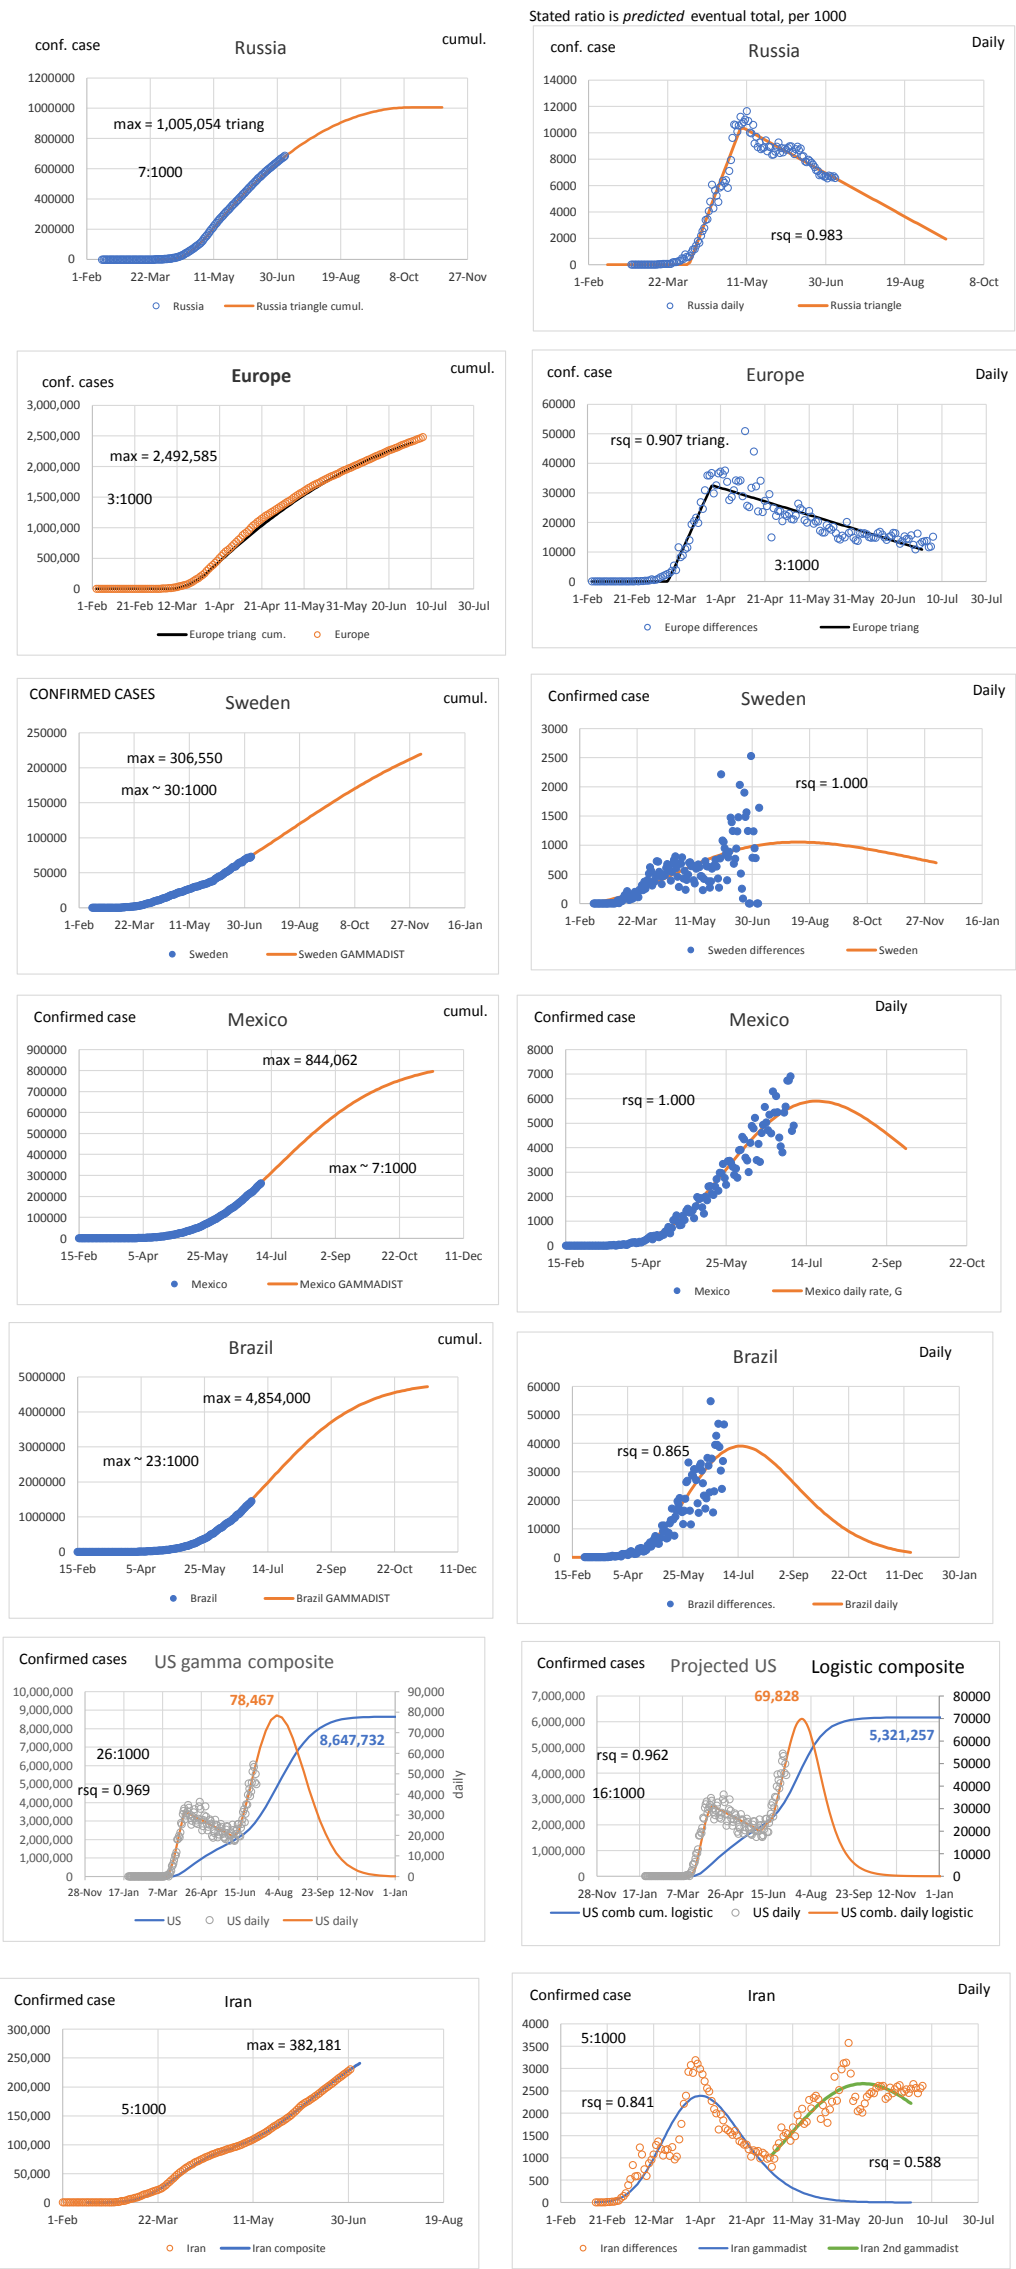 Stated ratio is predicted eventual total, per 1000
conf. case
Russia
cumul.
1200000
1000000
800000
600000
400000
200000
0
max = 1,005,054 triang
7:1000
1-Feb 22-Mar 11-May 30-Jun 19-Aug 8-Oct 27-Nov
Russia Russia triangle cumul.
conf. case
Russia
Daily
14000
12000
10000
8000
6000
4000
2000
0
rsq = 0.983
1-Feb 22-Mar 11-May 30-Jun 19-Aug 8-Oct
Russia daily Russia triangle
conf. cases
Europe
cumul.
3,000,000
2,500,000
2,000,000
1,500,000
1,000,000
500,000
0
max = 2,492,585
3:1000
1-Feb 21-Feb 12-Mar 1-Apr 21-Apr 11-May 31-May 20-Jun 10-Jul 30-Jul
Europe triang cum. Europe
conf. case
Europe
Daily
60000
50000
40000
30000
20000
10000
0
rsq = 0.907 triang.
3:1000
1-Feb 21-Feb 12-Mar 1-Apr 21-Apr 11-May 31-May 20-Jun 10-Jul 30-Jul
Europe differences Europe triang
CONFIRMED CASES
Sweden
cumul.
250000
200000
150000
100000
50000
0
max = 306,550
max ~ 30:1000
1-Feb 22-Mar 11-May 30-Jun 19-Aug 8-Oct 27-Nov 16-Jan
Sweden Sweden GAMMADIST
Confirmed case
Sweden
Daily
3000
2500
2000
1500
1000
500
0
rsq = 1.000
1-Feb 22-Mar 11-May 30-Jun 19-Aug 8-Oct 27-Nov 16-Jan
Sweden differences Sweden
Confirmed case
Mexico
cumul.
900000
800000
700000
600000
500000
400000
300000
200000
100000
0
max = 844,062
max ~ 7:1000
15-Feb 5-Apr 25-May 14-Jul 2-Sep 22-Oct 11-Dec
Mexico Mexico GAMMADIST
Confirmed case
Mexico
Daily
8000
7000
6000
5000
4000
3000
2000
1000
0
rsq = 1.000
15-Feb 5-Apr 25-May 14-Jul 2-Sep 22-Oct
Mexico Mexico daily rate, G
Brazil
cumul.
5000000
4000000
3000000
2000000
1000000
0
max = 4,854,000
max ~ 23:1000
15-Feb 5-Apr 25-May 14-Jul 2-Sep 22-Oct 11-Dec
Brazil Brazil GAMMADIST
Brazil
Daily
60000
50000
40000
30000
20000
10000
0
rsq = 0.865
15-Feb 5-Apr 25-May 14-Jul 2-Sep 22-Oct 11-Dec 30-Jan
Brazil differences. Brazil daily
Confirmed cases
US gamma composite
10,000,000
9,000,000
8,000,000
7,000,000
6,000,000
5,000,000
4,000,000
3,000,000
2,000,000
1,000,000
0
78,467
8,647,732
26:1000
rsq = 0.969
90,000
80,000
70,000
60,000
50,000
40,000
30,000
20,000
10,000
0
daily
28-Nov 17-Jan 7-Mar 26-Apr 15-Jun 4-Aug 23-Sep 12-Nov 1-Jan
US US daily US daily
Confirmed cases
Projected US
Logistic composite
7,000,000
6,000,000
5,000,000
4,000,000
3,000,000
2,000,000
1,000,000
0
69,828
5,321,257
rsq = 0.962
16:1000
80000
70000
60000
50000
40000
30000
20000
10000
0
28-Nov 17-Jan 7-Mar 26-Apr 15-Jun 4-Aug 23-Sep 12-Nov 1-Jan
US comb cum. logistic US daily US comb. daily logistic
Confirmed case
Iran
300,000
250,000
200,000
150,000
100,000
50,000
0
max = 382,181
5:1000
1-Feb 22-Mar 11-May 30-Jun 19-Aug
Iran Iran composite
Confirmed case
Iran
Daily
4000
3500
3000
2500
2000
1500
1000
500
0
5:1000
rsq = 0.841
rsq = 0.588
1-Feb 21-Feb 12-Mar 1-Apr 21-Apr 11-May 31-May 20-Jun 10-Jul 30-Jul
Iran differences Iran gammadist Iran 2nd gammadist